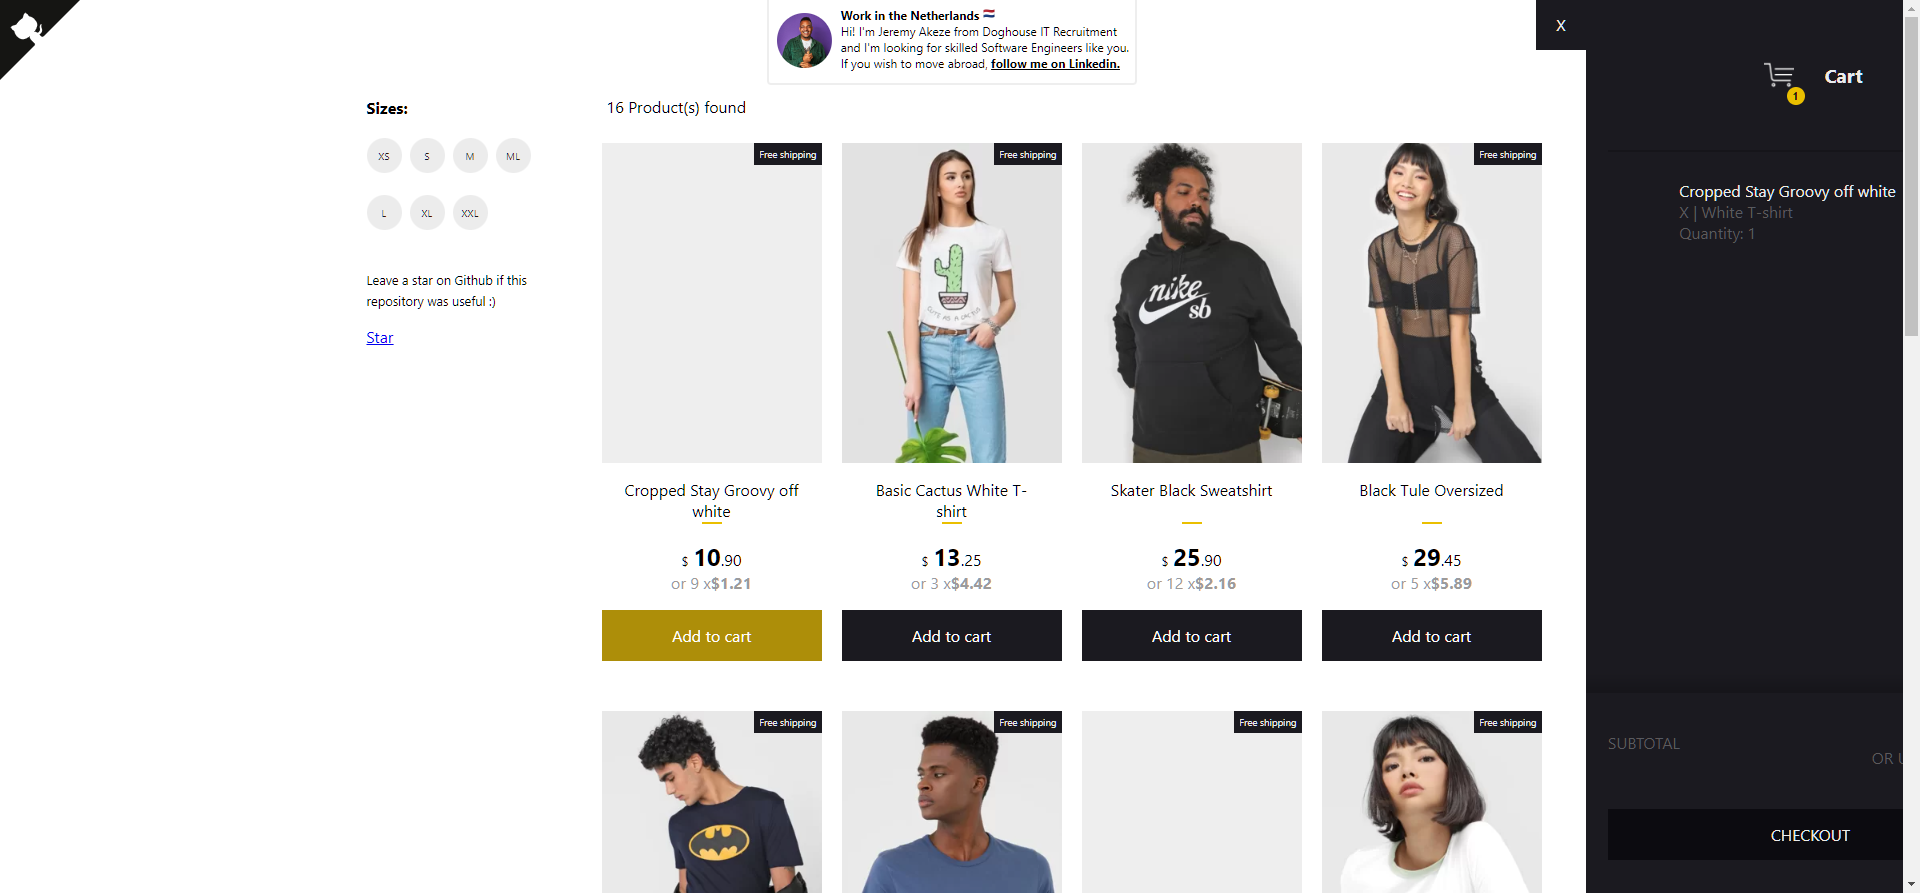 Work in the Netherlands
Hi! I'm Jeremy Akeze from Doghouse IT Recruitment
and I'm looking for skilled Software Engineers like you.
If you wish to move abroad, follow me on Linkedin.
X
Cart
1
Sizes:
XS S M ML
L XL XXL
Leave a star on Github if this
repository was useful :)
Star
16 Product(s) found
Free shipping
Cropped Stay Groovy off
white
$ 10.90
or 9 x$1.21
Add to cart
Free shipping
CUTE AS A CACTUS
Basic Cactus White T-
shirt
$ 13.25
or 3 x$4.42
Add to cart
nike
sb
Skater Black Sweatshirt
$ 25.90
or 12 x$2.16
Add to cart
Free shipping
Black Tule Oversized
$ 29.45
or 5 x$5.89
Add to cart
Free shipping
Free shipping
Free shipping
Free shipping
Cropped Stay Groovy off white
X | White T-shirt
Quantity: 1
SUBTOTAL
OR U
CHECKOUT